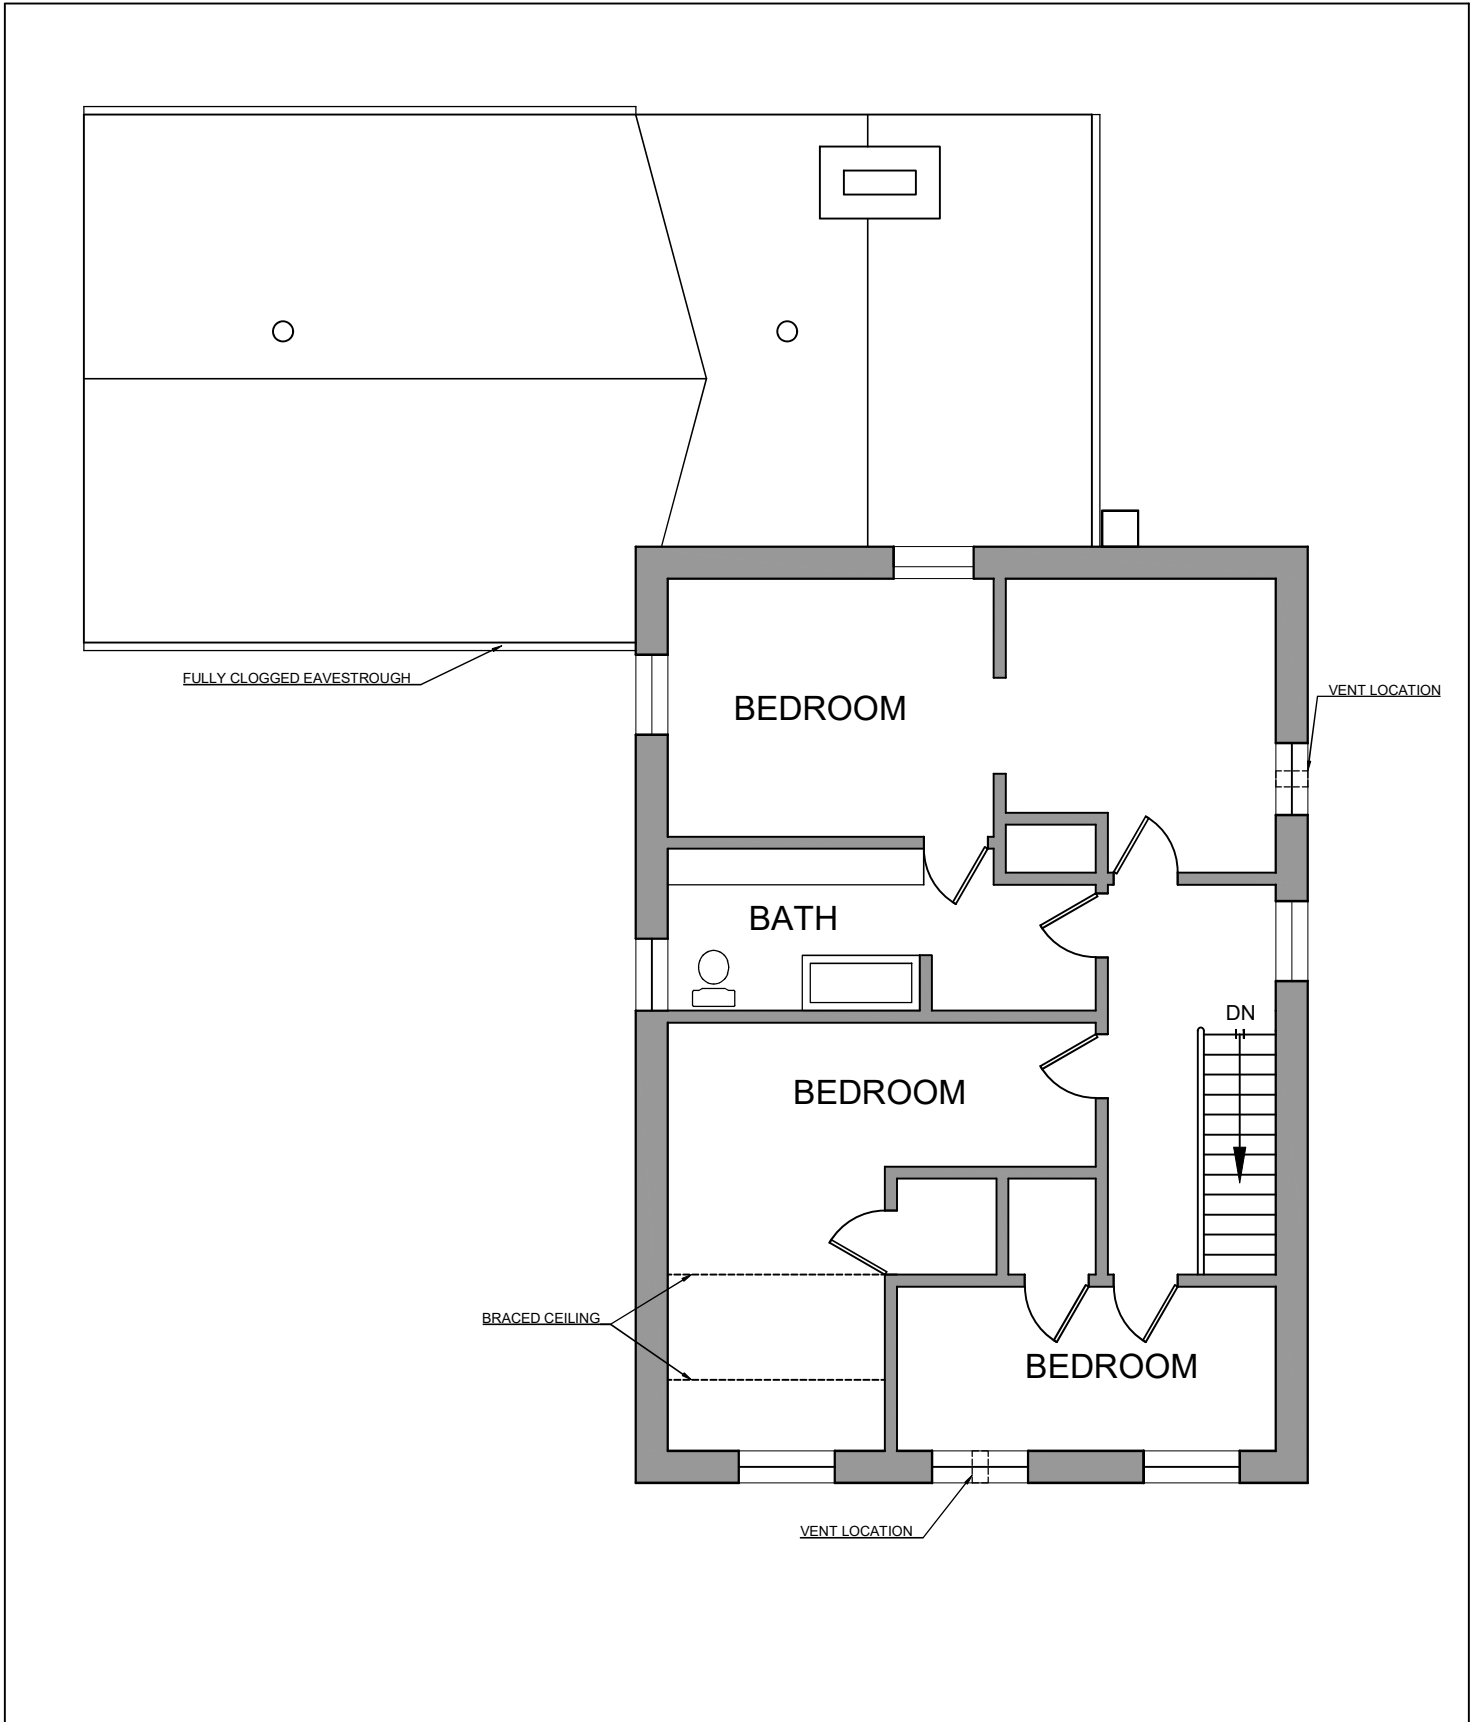 FULLY CLOGGED EAVESTROUGH
VENT LOCATION
BEDROOM
BATH
DN
BEDROOM
BRACED CEILING
BEDROOM
VENT LOCATION